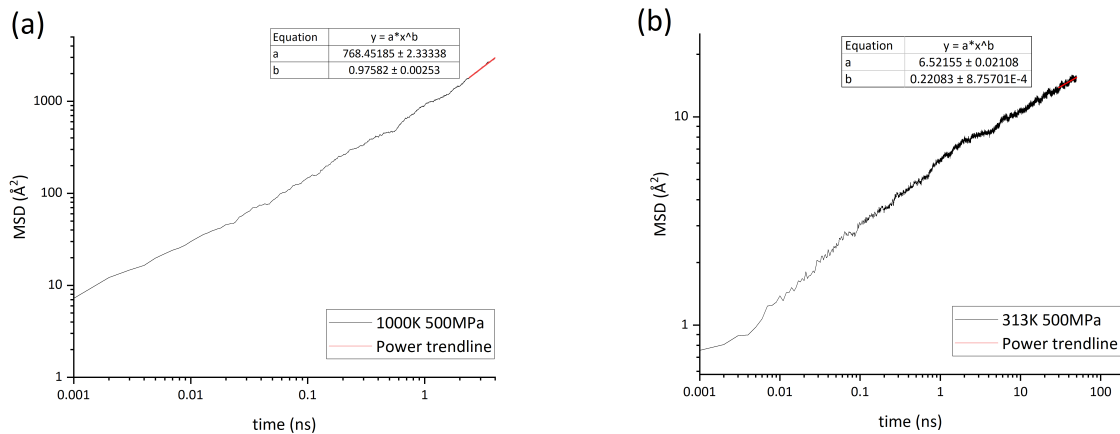 (a)
Equation y = a*x^b
a 768.45185 ± 2.33338
b 0.97582 ± 0.00253
1000
100
10
1
MSD (Å²)
0.001 0.01 0.1 1
time (ns)
1000K 500MPa
Power trendline
(b)
Equation y = a*x^b
a 6.52155 ± 0.02108
b 0.22083 ± 8.75701E-4
10
1
MSD (Å²)
0.001 0.01 0.1 1 10 100
time (ns)
313K 500MPa
Power trendline